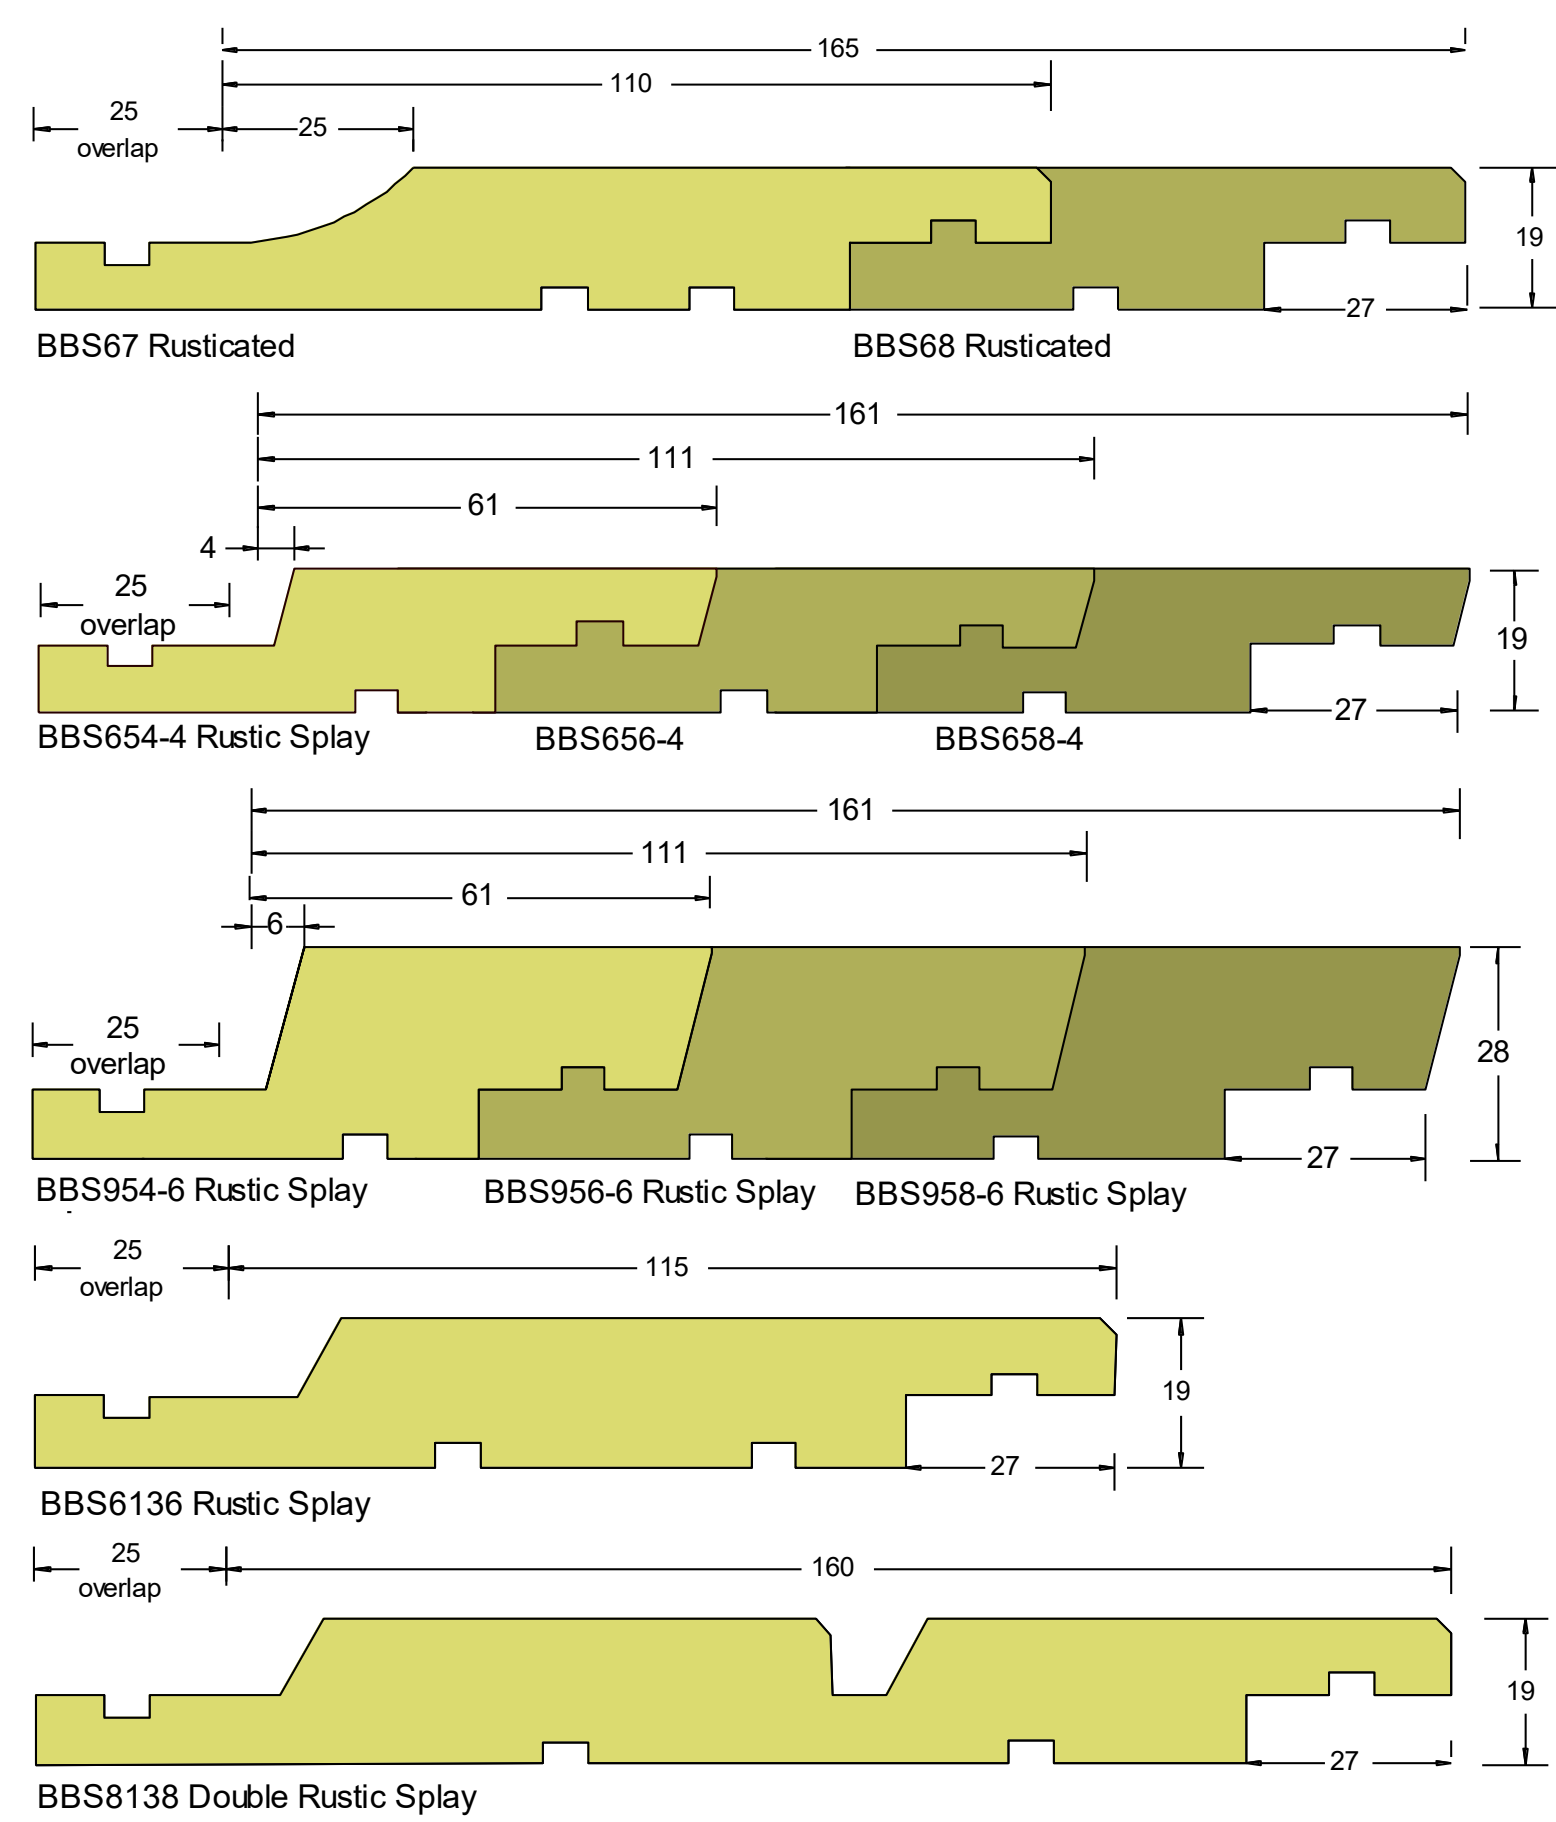 165
110
25
25
overlap
19
27
BBS67 Rusticated
BBS68 Rusticated
161
111
61
4
25
overlap
19
27
BBS654-4 Rustic Splay
BBS656-4
BBS658-4
161
111
61
6
25
overlap
28
27
BBS954-6 Rustic Splay
BBS956-6 Rustic Splay
BBS958-6 Rustic Splay
25
overlap
115
19
27
BBS6136 Rustic Splay
25
overlap
160
19
27
BBS8138 Double Rustic Splay